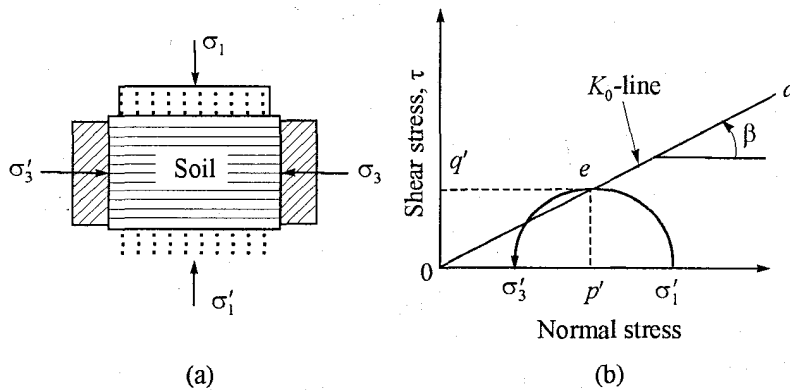 σ₁
σ′₃
Soil
σ₃
σ′₁
(a)
Shear stress, τ
K₀-line
β
q′
e
0
σ′₃
p′
σ′₁
Normal stress
(b)